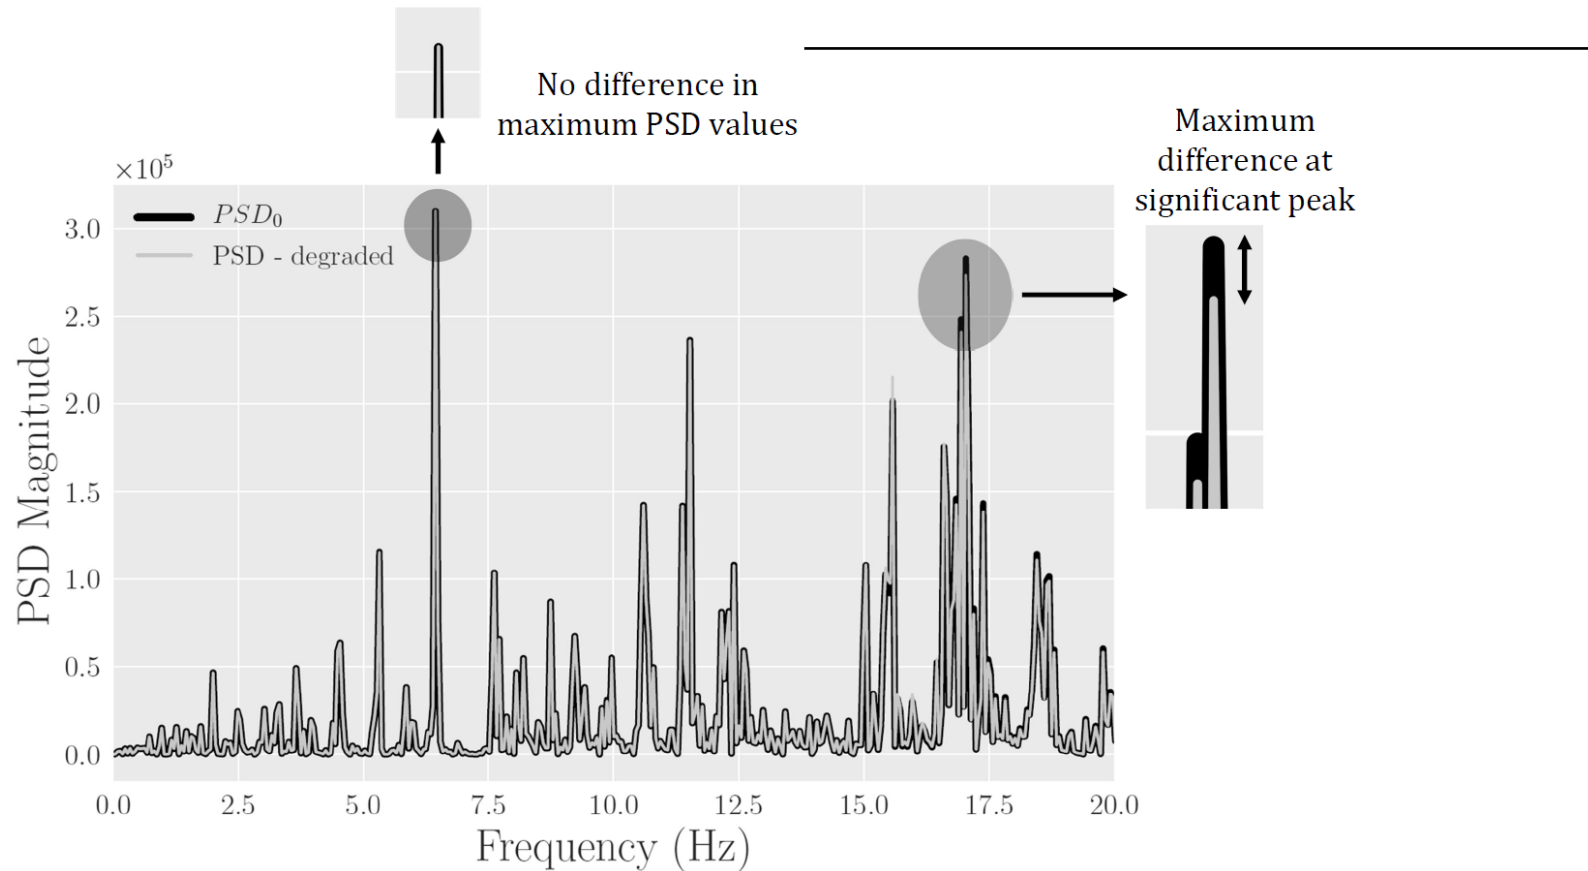 No difference in
maximum PSD values
Maximum
difference at
significant peak
×10⁵
PSD₀
PSD - degraded
PSD Magnitude
3.0
2.5
2.0
1.5
1.0
0.5
0.0
0.0 2.5 5.0 7.5 10.0 12.5 15.0 17.5 20.0
Frequency (Hz)